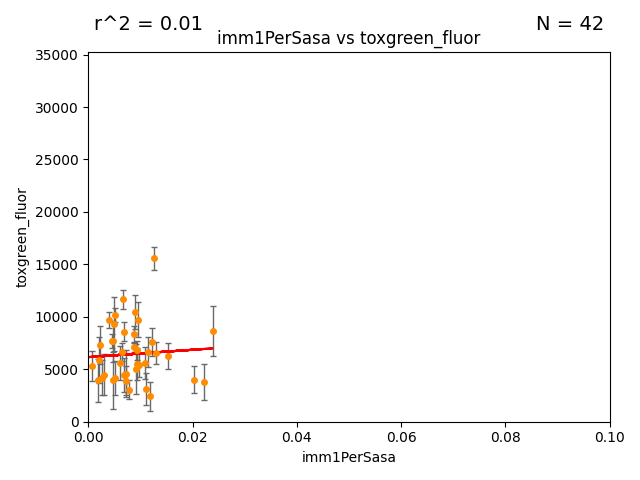 r^2 = 0.01
N = 42
imm1PerSasa vs toxgreen_fluor
35000
30000
25000
20000
15000
10000
5000
0
toxgreen_fluor
0.00 0.02 0.04 0.06 0.08 0.10
imm1PerSasa